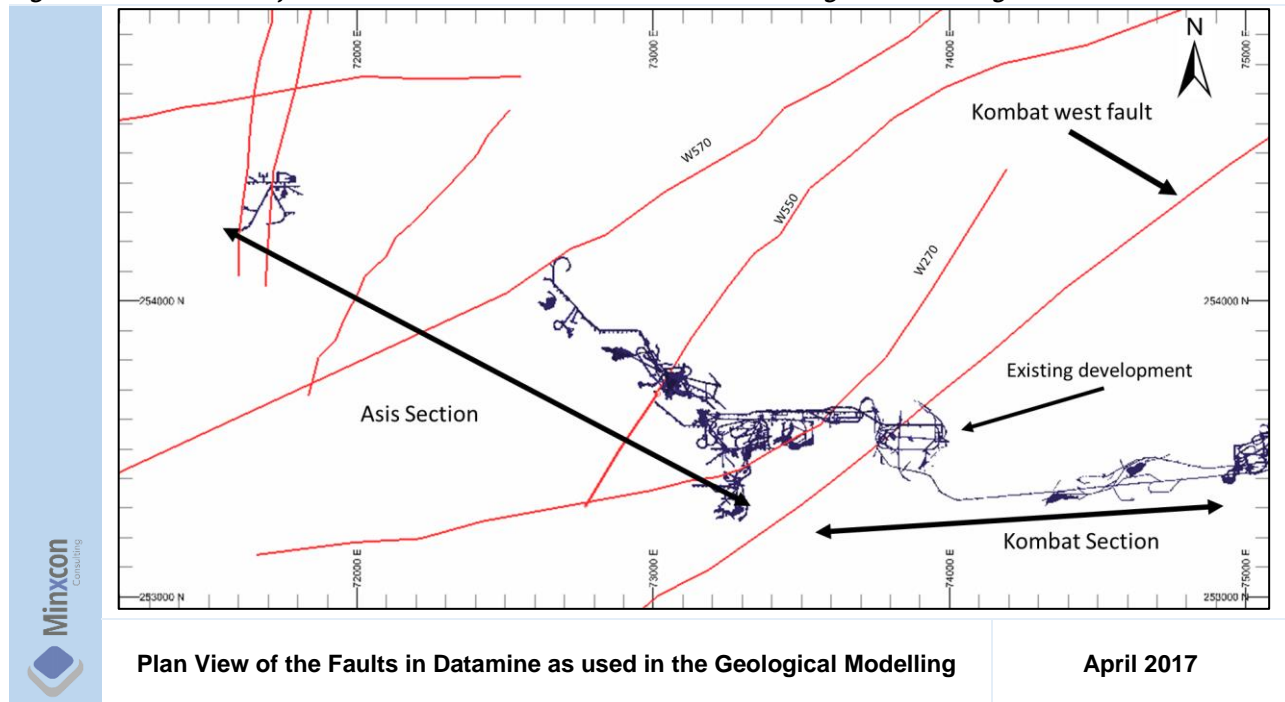 72000 E
73000 E
74000 E
75000 E
N
Kombat west fault
W570
W550
W270
254000 N
254000 N
Existing development
Asis Section
Kombat Section
72000 E
73000 E
74000 E
75000 E
253000 N
253000 N
Minxcon
Consulting
Plan View of the Faults in Datamine as used in the Geological Modelling
April 2017